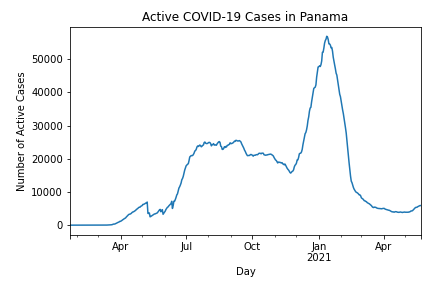 Active COVID-19 Cases in Panama
Number of Active Cases
50000
40000
30000
20000
10000
0
Apr
Jul
Oct
Jan
2021
Apr
Day